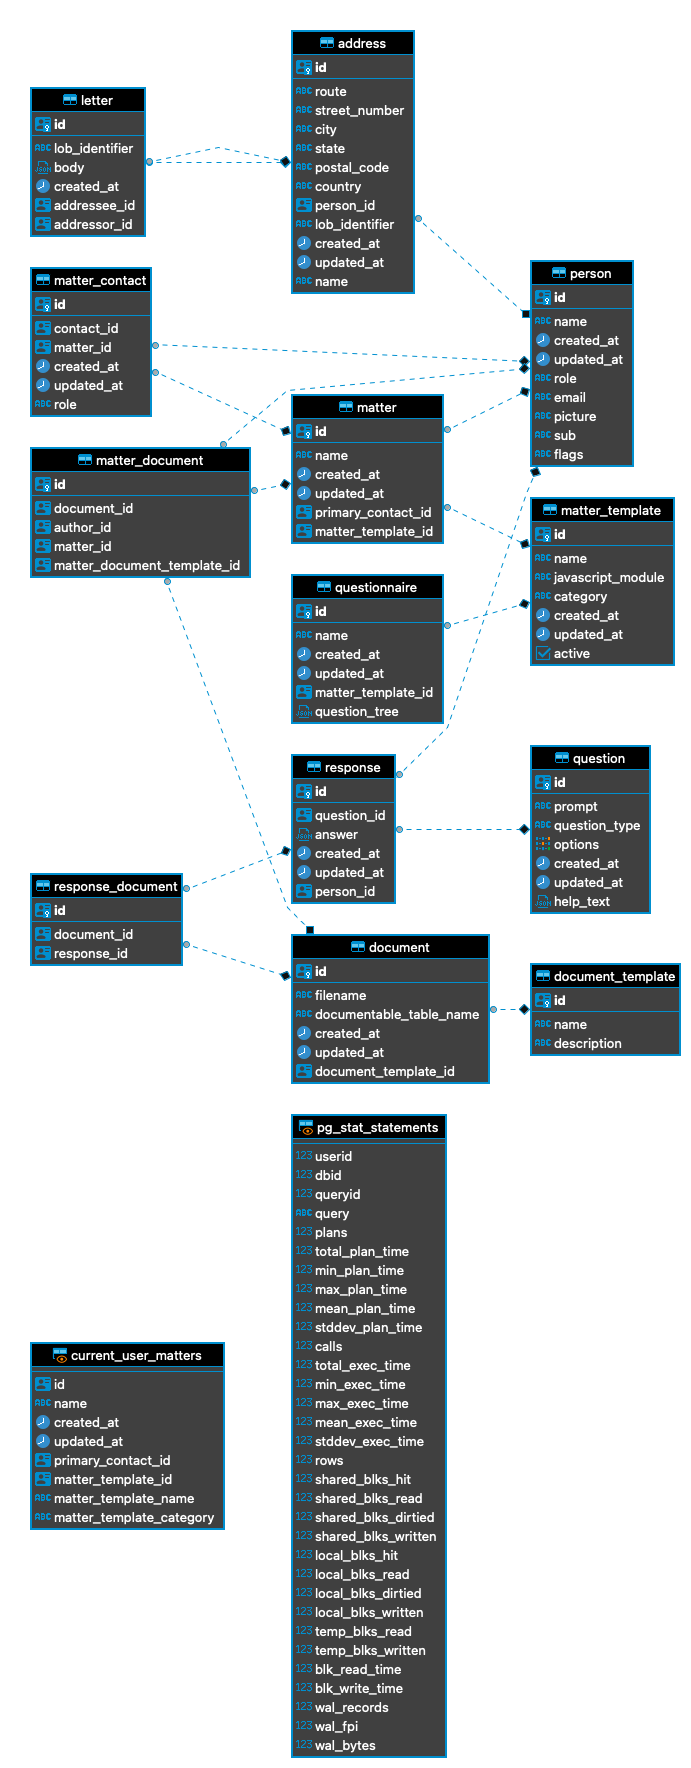 address
id
route
street_number
city
state
postal_code
country
person_id
lob_identifier
created_at
updated_at
name
letter
id
lob_identifier
body
created_at
addressee_id
addressor_id
person
id
name
created_at
updated_at
role
email
picture
sub
flags
matter_contact
id
contact_id
matter_id
created_at
updated_at
role
matter
id
name
created_at
updated_at
primary_contact_id
matter_template_id
matter_document
id
document_id
author_id
matter_id
matter_document_template_id
matter_template
id
name
javascript_module
category
created_at
updated_at
active
questionnaire
id
name
created_at
updated_at
matter_template_id
question_tree
response
id
question_id
answer
created_at
updated_at
person_id
question
id
prompt
question_type
options
created_at
updated_at
help_text
response_document
id
document_id
response_id
document
id
filename
documentable_table_name
created_at
updated_at
document_template_id
document_template
id
name
description
pg_stat_statements
userid
dbid
queryid
query
plans
total_plan_time
min_plan_time
max_plan_time
mean_plan_time
stddev_plan_time
calls
total_exec_time
min_exec_time
max_exec_time
mean_exec_time
stddev_exec_time
rows
shared_blks_hit
shared_blks_read
shared_blks_dirtied
shared_blks_written
local_blks_hit
local_blks_read
local_blks_dirtied
local_blks_written
temp_blks_read
temp_blks_written
blk_read_time
blk_write_time
wal_records
wal_fpi
wal_bytes
current_user_matters
id
name
created_at
updated_at
primary_contact_id
matter_template_id
matter_template_name
matter_template_category